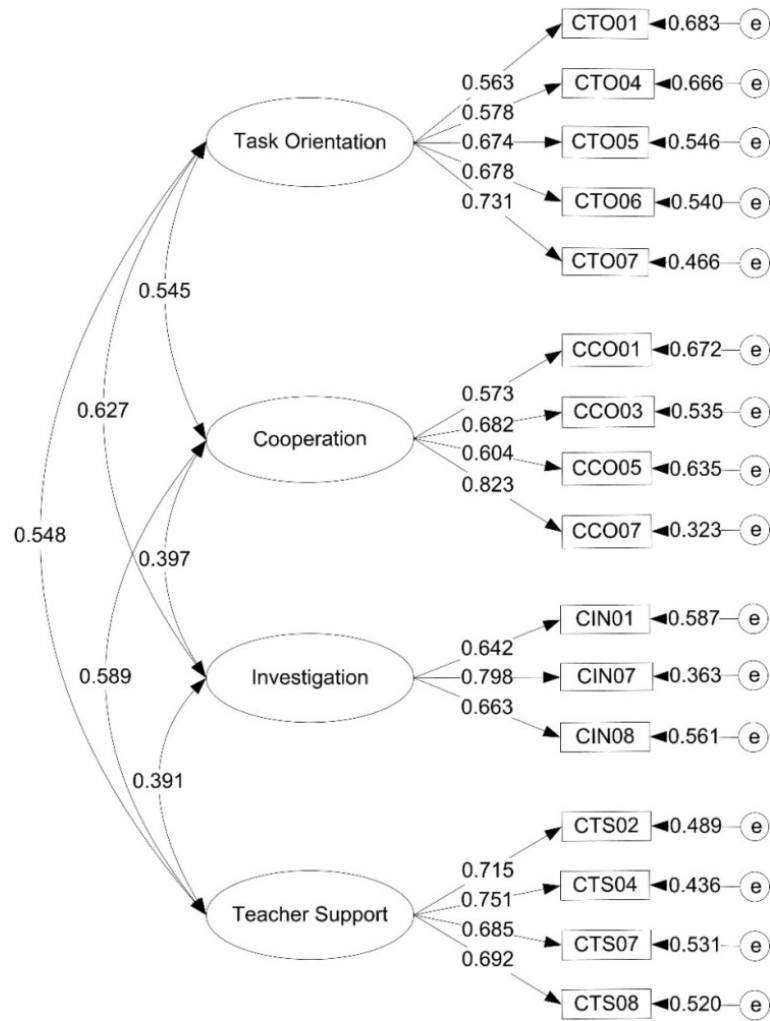 CTO01 0.683 e
0.563
CTO04 0.666 e
0.578
Task Orientation
0.674
CTO05 0.546 e
0.678
CTO06 0.540 e
0.731
CTO07 0.466 e
0.545
CCO01 0.672 e
0.573
0.627
CCO03 0.535 e
0.682
Cooperation
0.604
CCO05 0.635 e
0.823
CCO07 0.323 e
0.548
0.397
CIN01 0.587 e
0.642
0.589
Investigation
0.798
CIN07 0.363 e
0.663
CIN08 0.561 e
0.391
CTS02 0.489 e
0.715
CTS04 0.436 e
0.751
Teacher Support
0.685
CTS07 0.531 e
0.692
CTS08 0.520 e